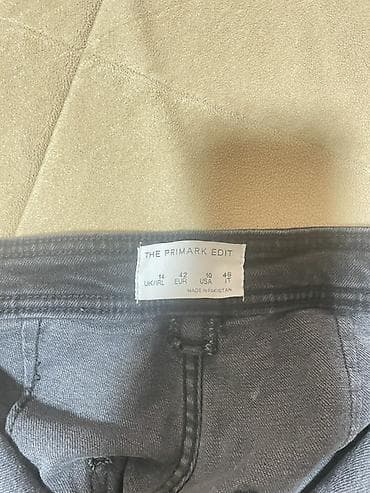 THE PRIMARK EDIT
14 42 10 46
UK/IRL EUR USA IT
MADE IN PAKISTAN